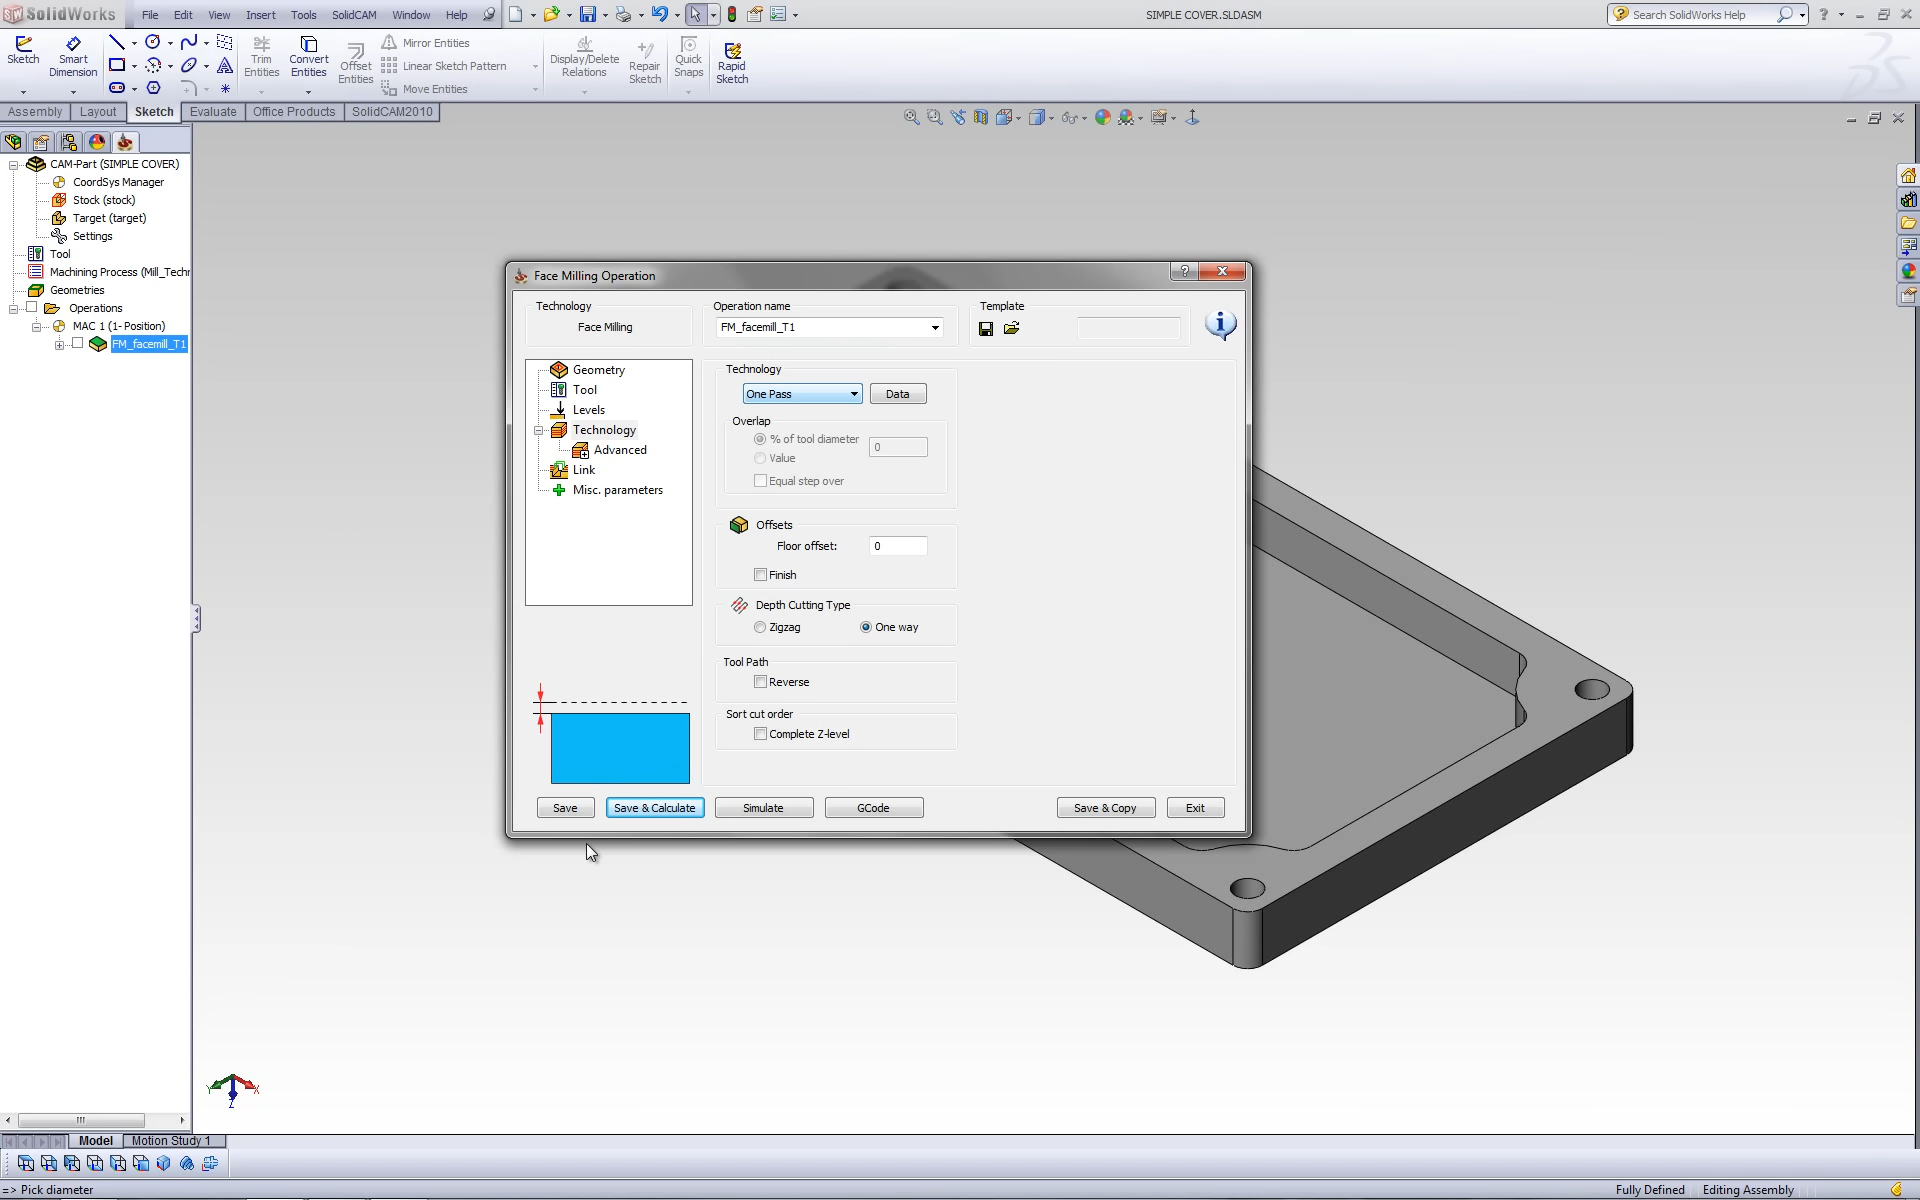 SolidWorks File Edit View Insert Tools SolidCAM Window Help SIMPLE COVER.SLDASM Search SolidWorks Help
Sketch Smart Dimension Trim Entities Convert Entities Offset Entities Mirror Entities Linear Sketch Pattern Move Entities Display/Delete Relations Repair Sketch Quick Snaps Rapid Sketch
Assembly Layout Sketch Evaluate Office Products SolidCAM2010
CAM-Part (SIMPLE COVER)
CoordSys Manager
Stock (stock)
Target (target)
Settings
Tool
Machining Process (Mill_Techn
Geometries
Operations
MAC 1 (1- Position)
FM_facemill_T1
Face Milling Operation
Technology
Face Milling
Operation name
FM_facemill_T1
Template
Geometry
Tool
Levels
Technology
Advanced
Link
Misc. parameters
Technology
One Pass Data
Overlap
% of tool diameter 0
Value
Equal step over
Offsets
Floor offset: 0
Finish
Depth Cutting Type
Zigzag One way
Tool Path
Reverse
Sort cut order
Complete Z-level
Save Save & Calculate Simulate GCode Save & Copy Exit
Y X
Z
Model Motion Study 1
=> Pick diameter Fully Defined Editing Assembly